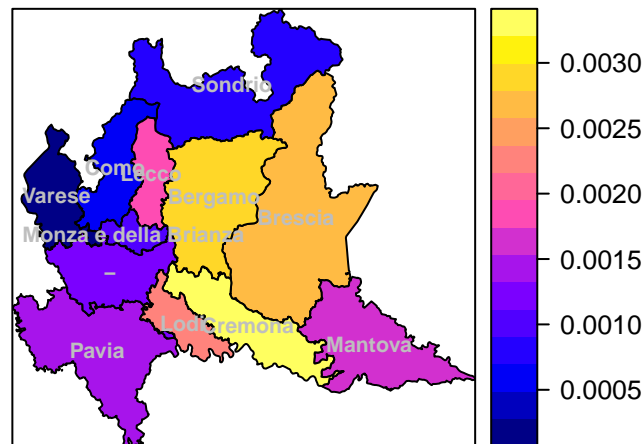 Sondrio
Como
Lecco
Varese
Bergamo
Brescia
Monza e della Brianza
–
Lodi
Cremona
Pavia
Mantova
0.0030
0.0025
0.0020
0.0015
0.0010
0.0005